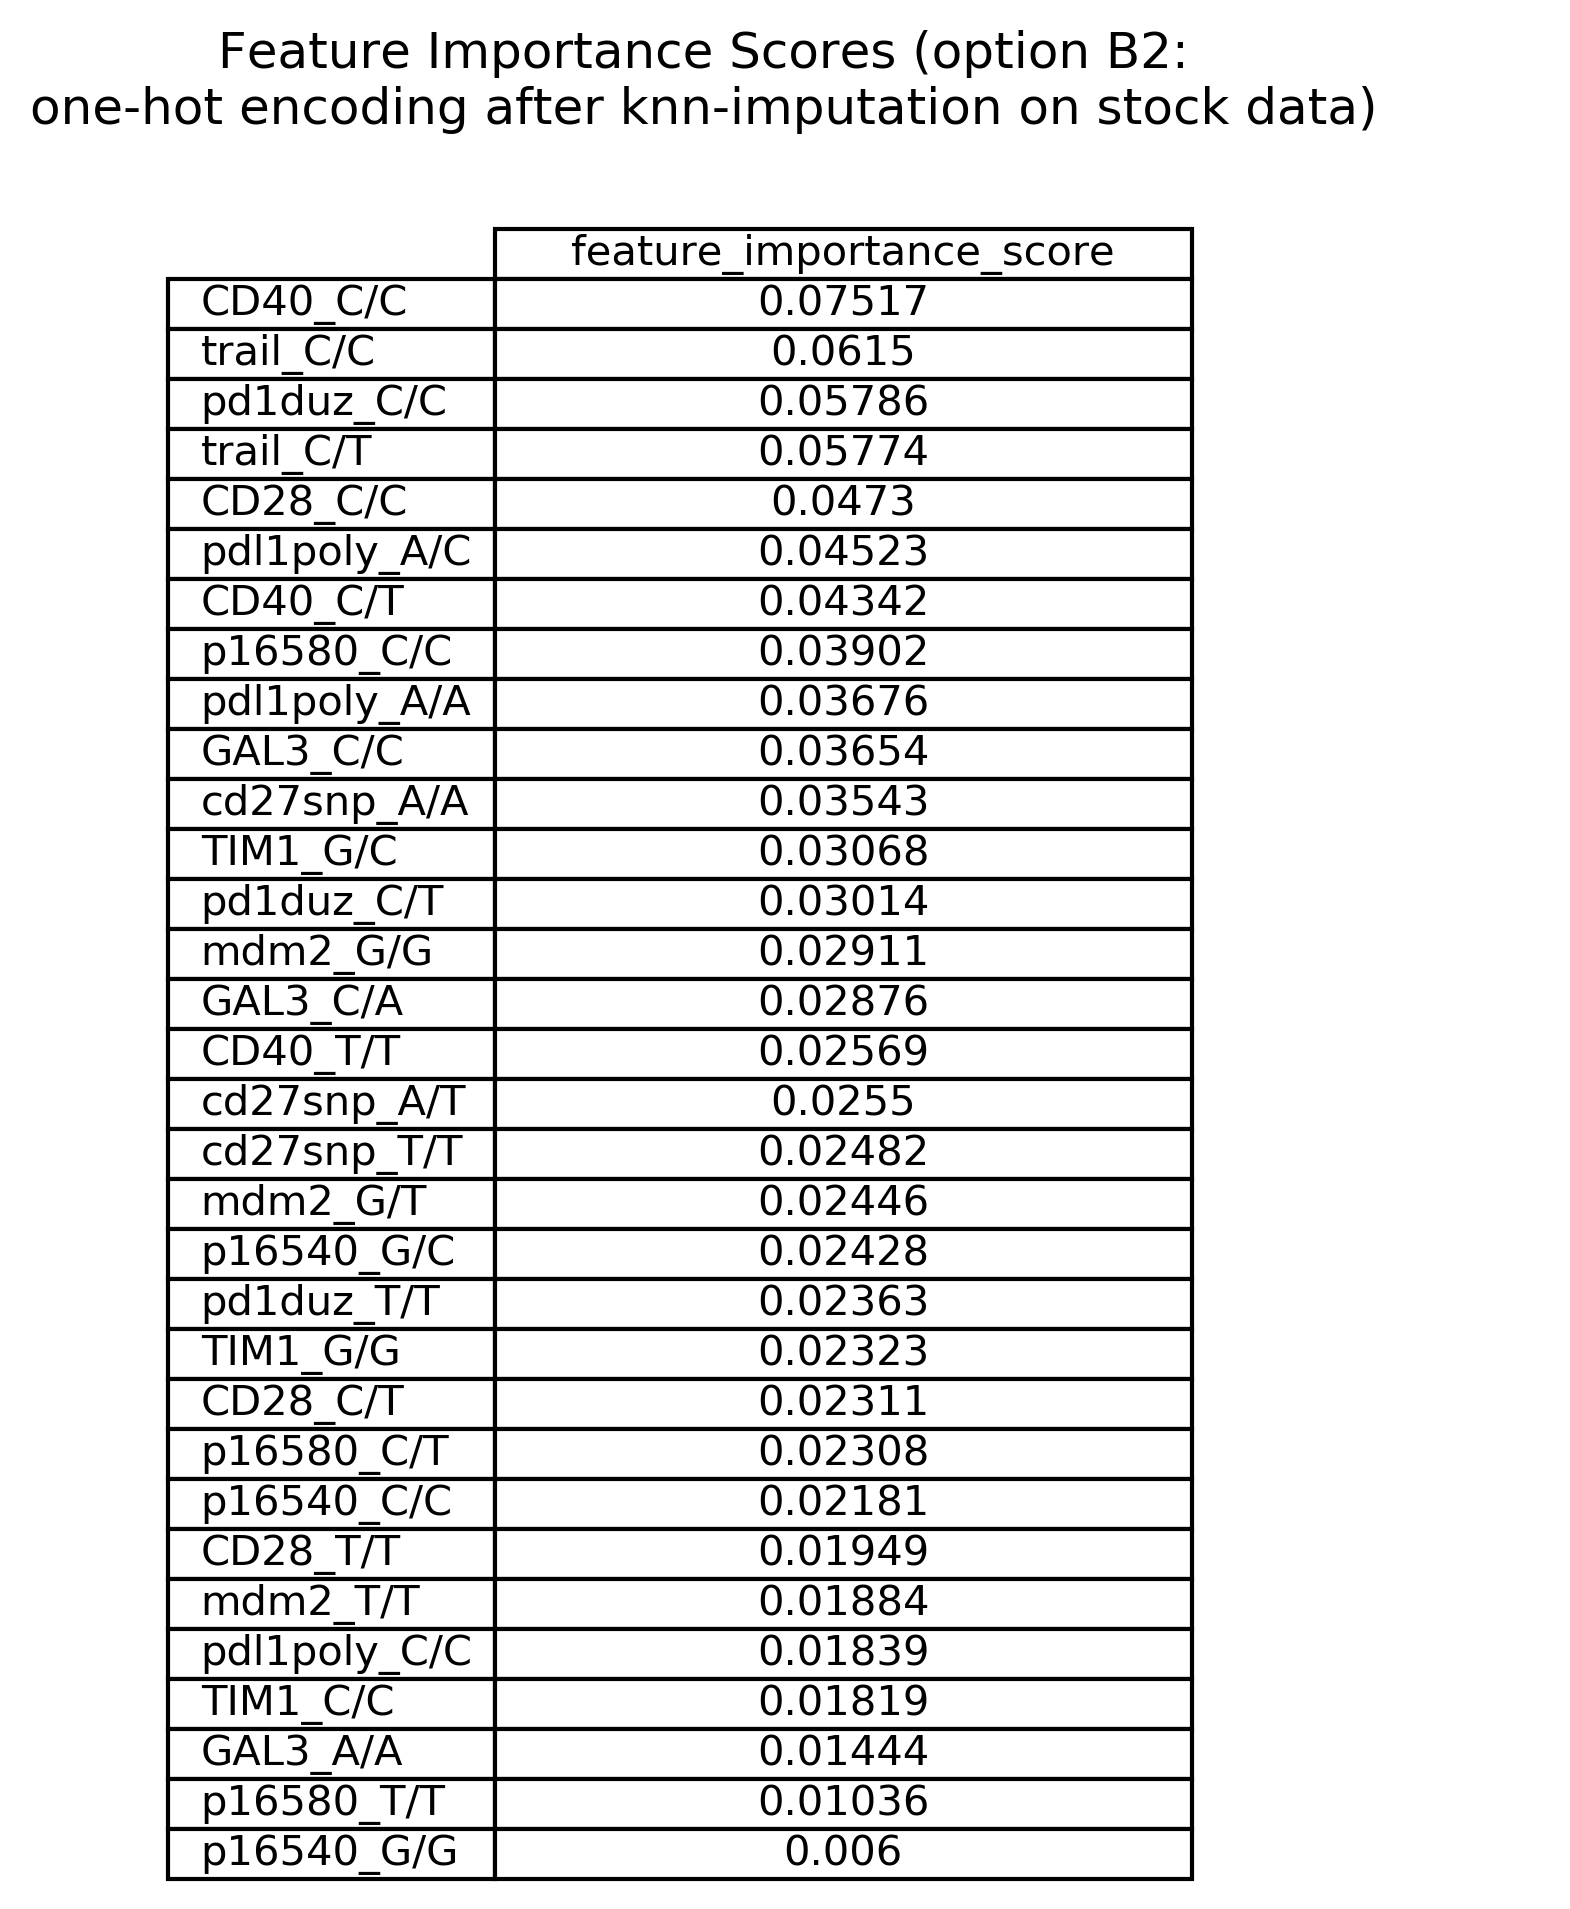 Feature Importance Scores (option B2:
one-hot encoding after knn-imputation on stock data)
feature_importance_score
CD40_C/C 0.07517
trail_C/C 0.0615
pd1duz_C/C 0.05786
trail_C/T 0.05774
CD28_C/C 0.0473
pdl1poly_A/C 0.04523
CD40_C/T 0.04342
p16580_C/C 0.03902
pdl1poly_A/A 0.03676
GAL3_C/C 0.03654
cd27snp_A/A 0.03543
TIM1_G/C 0.03068
pd1duz_C/T 0.03014
mdm2_G/G 0.02911
GAL3_C/A 0.02876
CD40_T/T 0.02569
cd27snp_A/T 0.0255
cd27snp_T/T 0.02482
mdm2_G/T 0.02446
p16540_G/C 0.02428
pd1duz_T/T 0.02363
TIM1_G/G 0.02323
CD28_C/T 0.02311
p16580_C/T 0.02308
p16540_C/C 0.02181
CD28_T/T 0.01949
mdm2_T/T 0.01884
pdl1poly_C/C 0.01839
TIM1_C/C 0.01819
GAL3_A/A 0.01444
p16580_T/T 0.01036
p16540_G/G 0.006